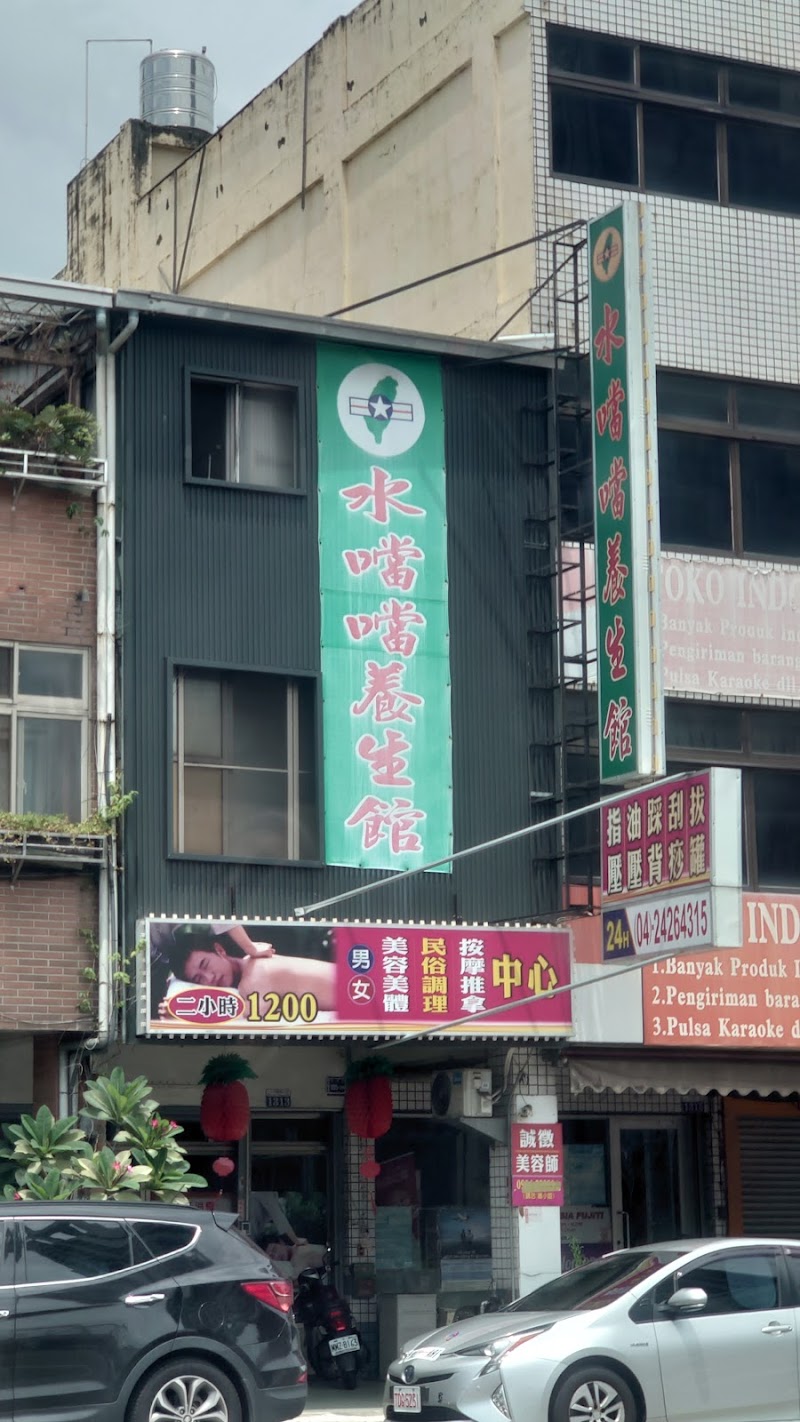 水噹噹養生館
水噹噹養生館
指壓 油壓 踩背 刮痧 拔罐
24H 04-24264315
男 女
美容美體
民俗調理
按摩推拿
中心
二小時 1200
誠徵
美容師
OKO INDO
Banyak Produk
Pengiriman barang
Pulsa Karaoke dll
IND
1.Banyak Produk I
2.Pengiriman bara
3.Pulsa Karaoke d